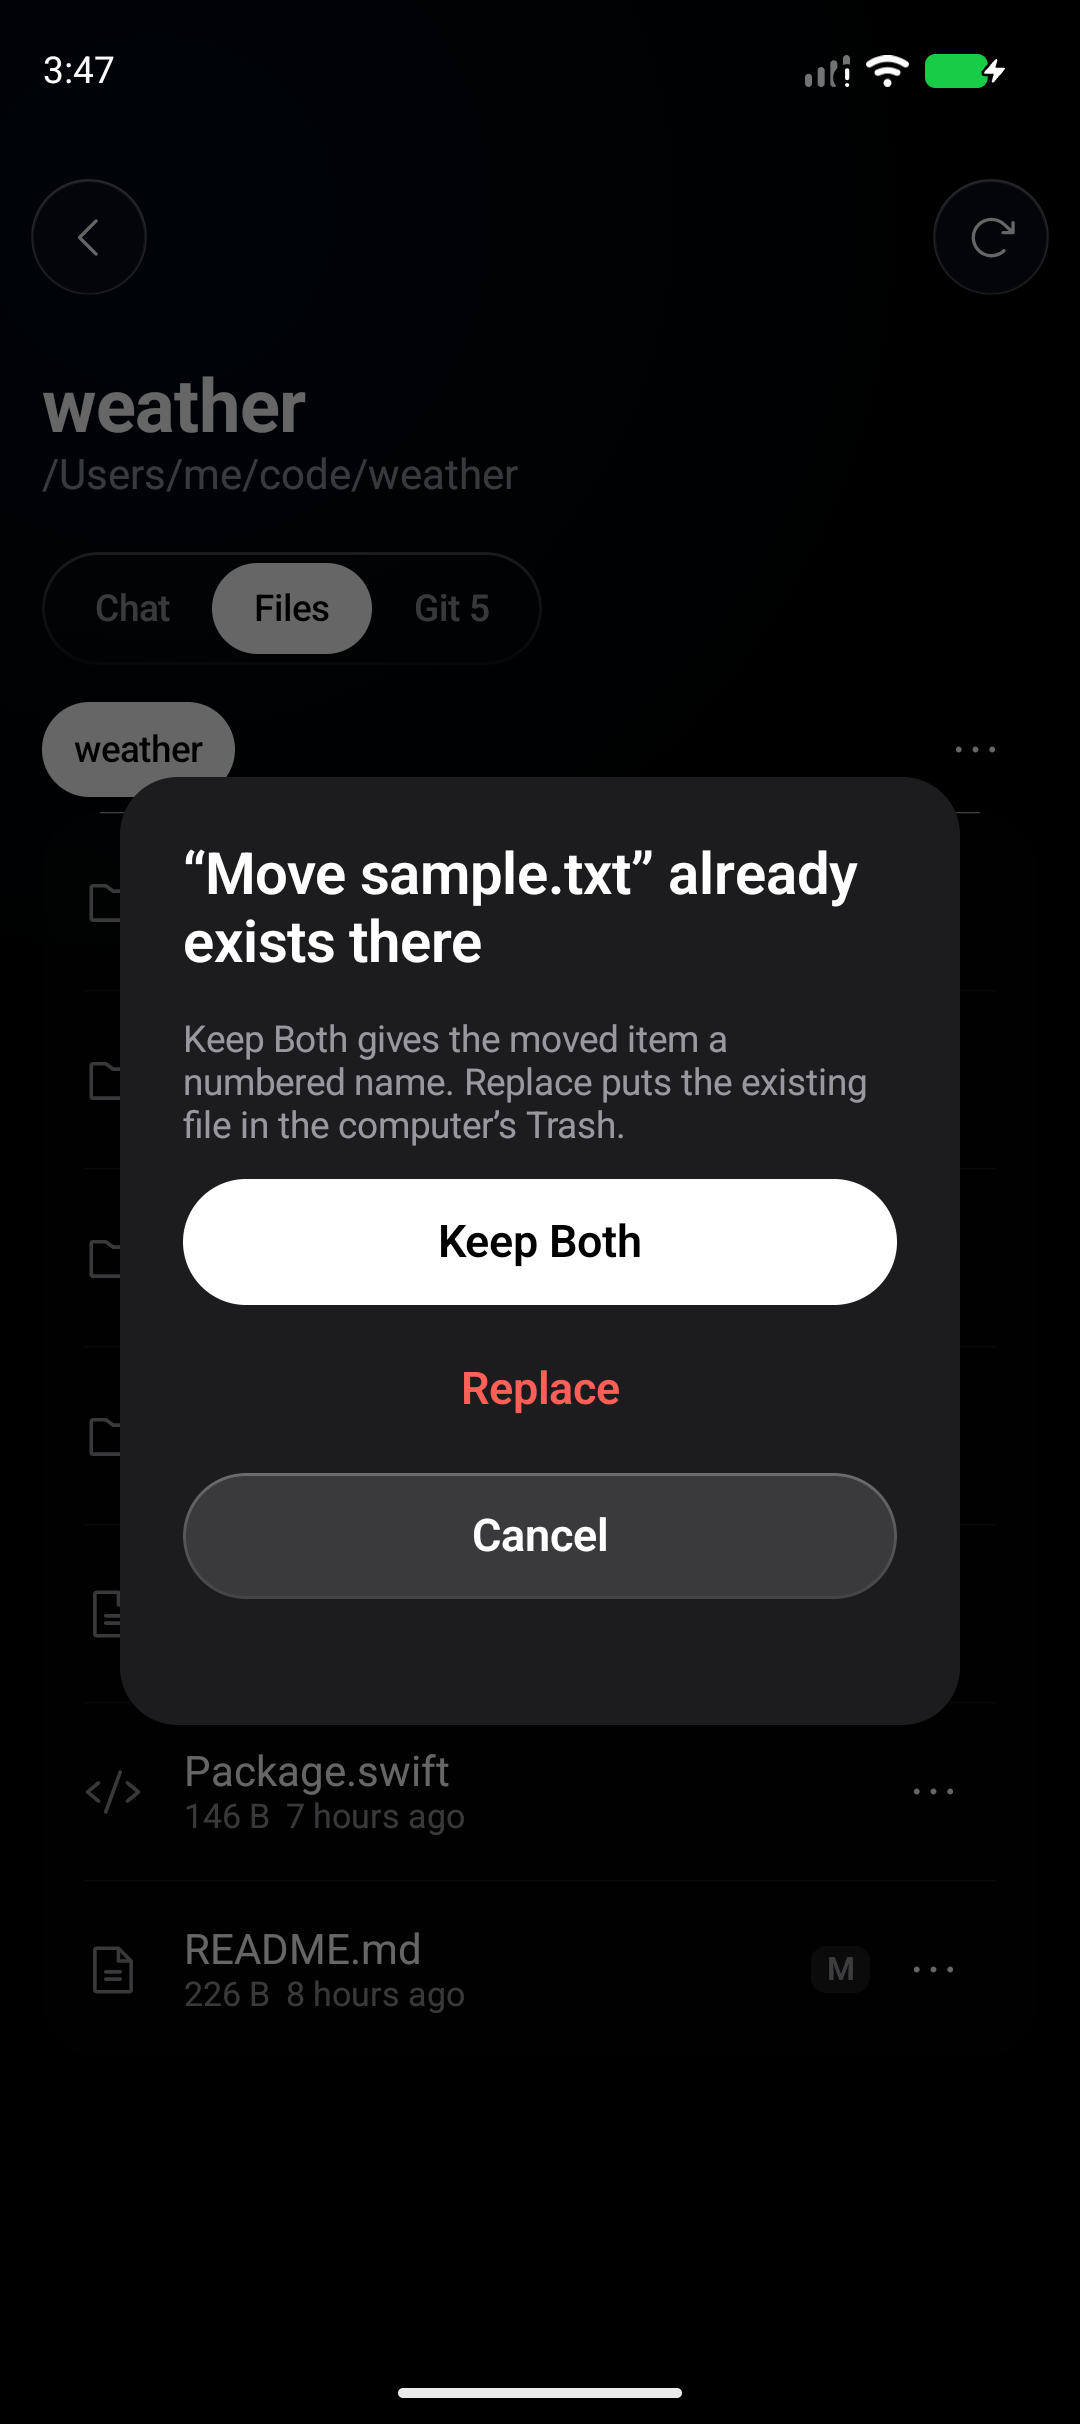 3:47
weather
/Users/me/code/weather
Chat Files Git 5
weather
“Move sample.txt” already
exists there
Keep Both gives the moved item a
numbered name. Replace puts the existing
file in the computer’s Trash.
Keep Both
Replace
Cancel
Package.swift
146 B 7 hours ago
README.md
226 B 8 hours ago
M